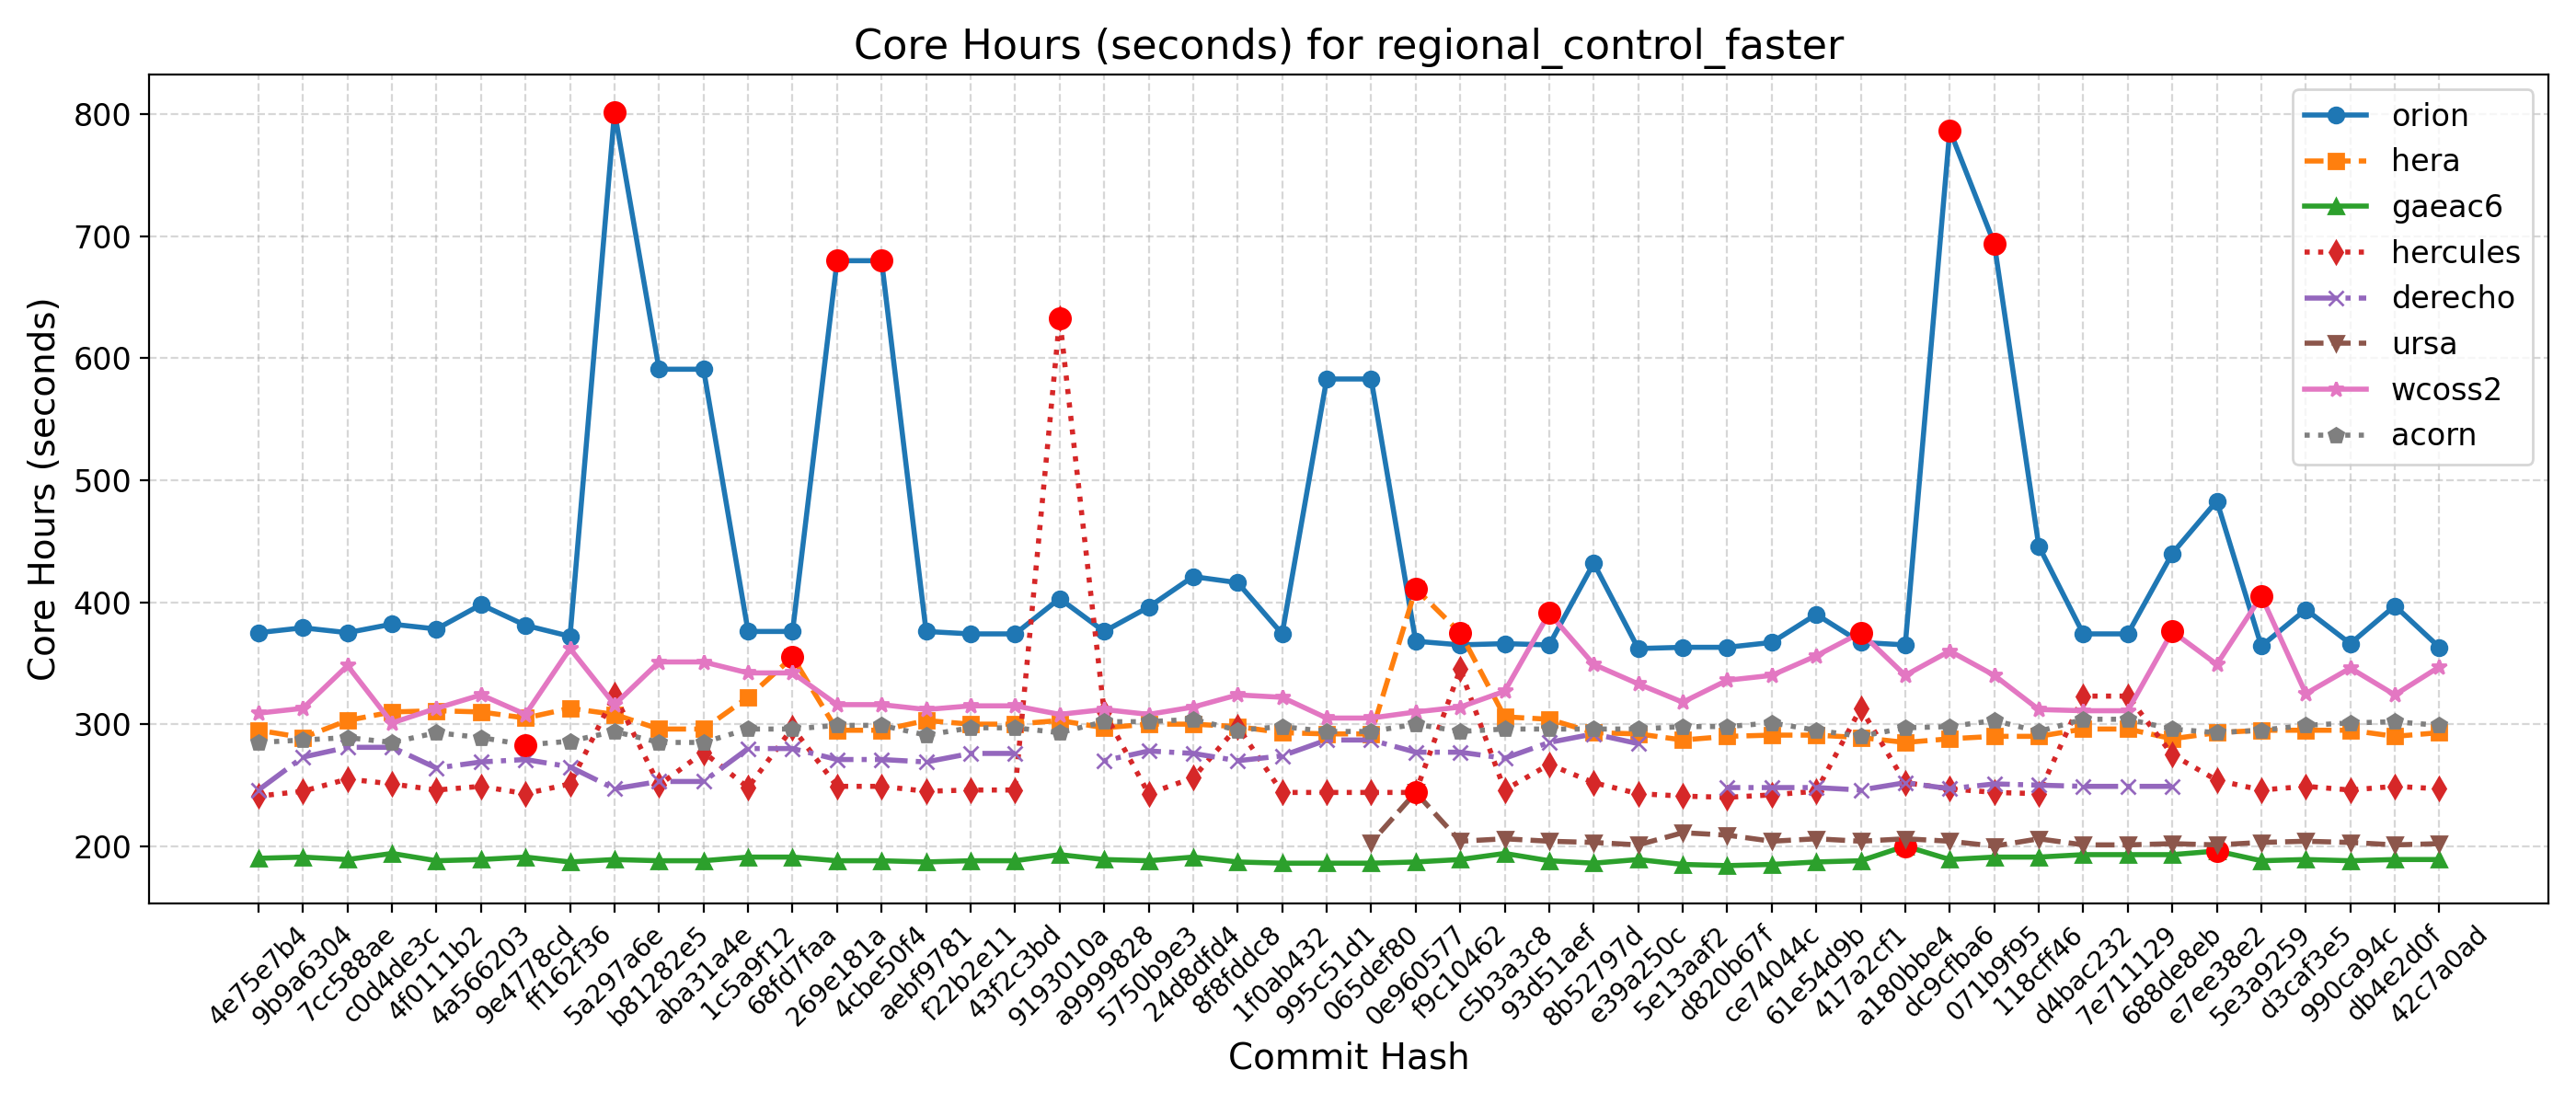 Core Hours (seconds) for regional_control_faster
Core Hours (seconds)
800
700
600
500
400
300
200
orion
hera
gaeac6
hercules
derecho
ursa
wcoss2
acorn
4e75e7b4
9b9a6304
7cc588ae
c0d4de3c
4f0111b2
4a566203
9e4778cd
ff162f36
5a297a6e
b81282e5
aba31a4e
1c5a9f12
68fd7faa
269e181a
4cbe50f4
aebf9781
f22b2e11
43f2c3bd
9193010a
a9999828
5750b9e3
24d8dfd4
8f8fddc8
1f0ab432
995c51d1
065def80
0e960577
f9c10462
c5b3a3c8
93d51aef
8b52797d
e39a250c
5e13aaf2
d820b67f
ce74044c
61e54d9b
417a2cf1
a180bbe4
dc9cfba6
071b9f95
118cff46
d4bac232
7e711129
688de8eb
e7ee38e2
5e3a9259
d3caf3e5
990ca94c
db4e2d0f
42c7a0ad
Commit Hash